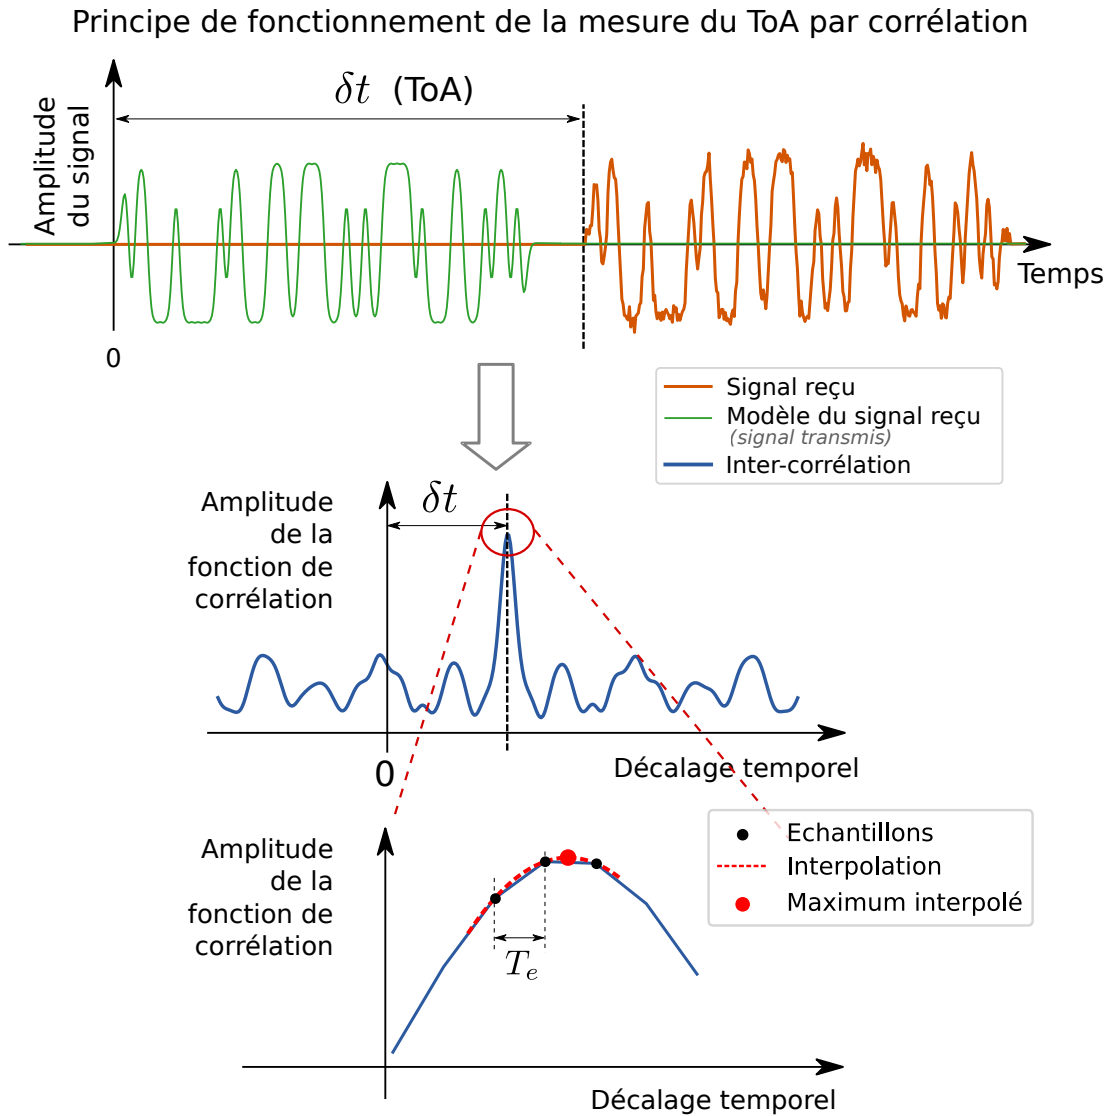 Principe de fonctionnement de la mesure du ToA par corrélation
δt (ToA)
Amplitude
du signal
Temps
0
Signal reçu
Modèle du signal reçu
(signal transmis)
Inter-corrélation
Amplitude
de la
fonction de
corrélation
δt
0
Décalage temporel
Amplitude
de la
fonction de
corrélation
Echantillons
Interpolation
Maximum interpolé
T_e
Décalage temporel